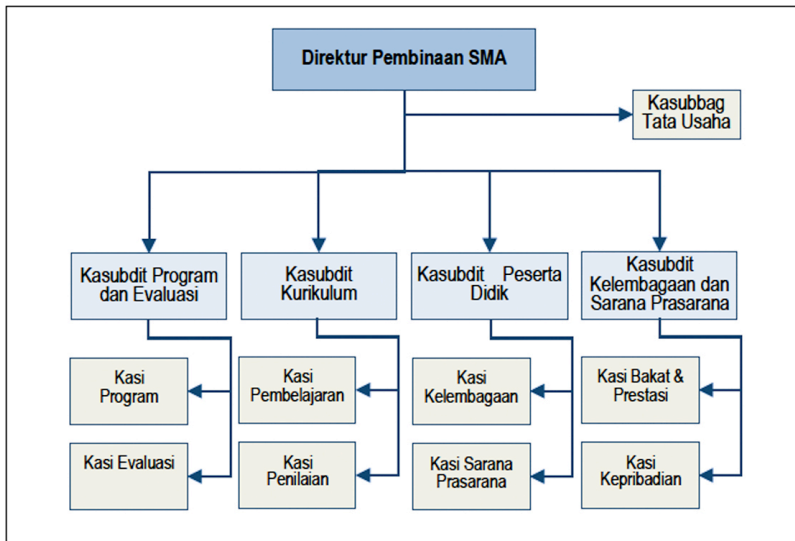 Direktur Pembinaan SMA
Kasubbag
Tata Usaha
Kasubdit Program
dan Evaluasi
Kasubdit
Kurikulum
Kasubdit Peserta
Didik
Kasubdit
Kelembagaan dan
Sarana Prasarana
Kasi
Program
Kasi
Pembelajaran
Kasi
Kelembagaan
Kasi Bakat &
Prestasi
Kasi Evaluasi
Kasi
Penilaian
Kasi Sarana
Prasarana
Kasi
Kepribadian